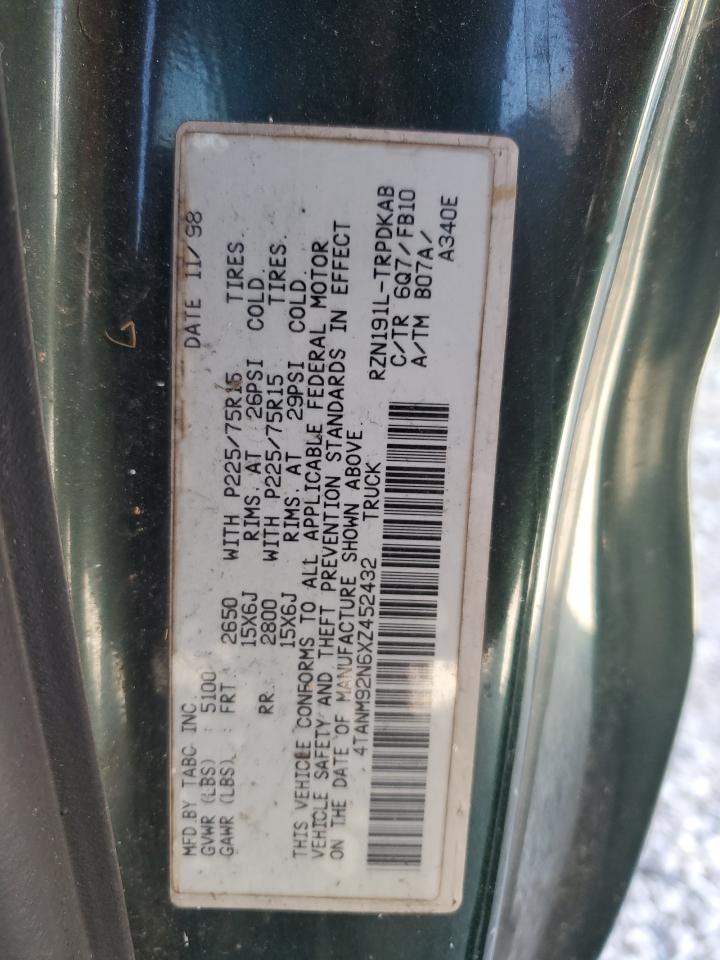 MFD BY TABC INC. DATE 11/98
GVWR (LBS) : 5100 WITH P225/75R15 TIRES.
GAWR (LBS). : FRT. 2650 RIMS. AT 26PSI COLD.
15X6J WITH P225/75R15 TIRES.
RR. 2800 RIMS. AT 29PSI COLD.
15X6J
THIS VEHICLE CONFORMS TO ALL APPLICABLE FEDERAL MOTOR
VEHICLE SAFETY AND THEFT PREVENTION STANDARDS IN EFFECT
ON THE DATE OF MANUFACTURE SHOWN ABOVE.
4TANM92N6XZ452432 TRUCK
RZN191L-TRPDKAB
C/TR 6Q7/FB10
A/TM B07A/
A340E